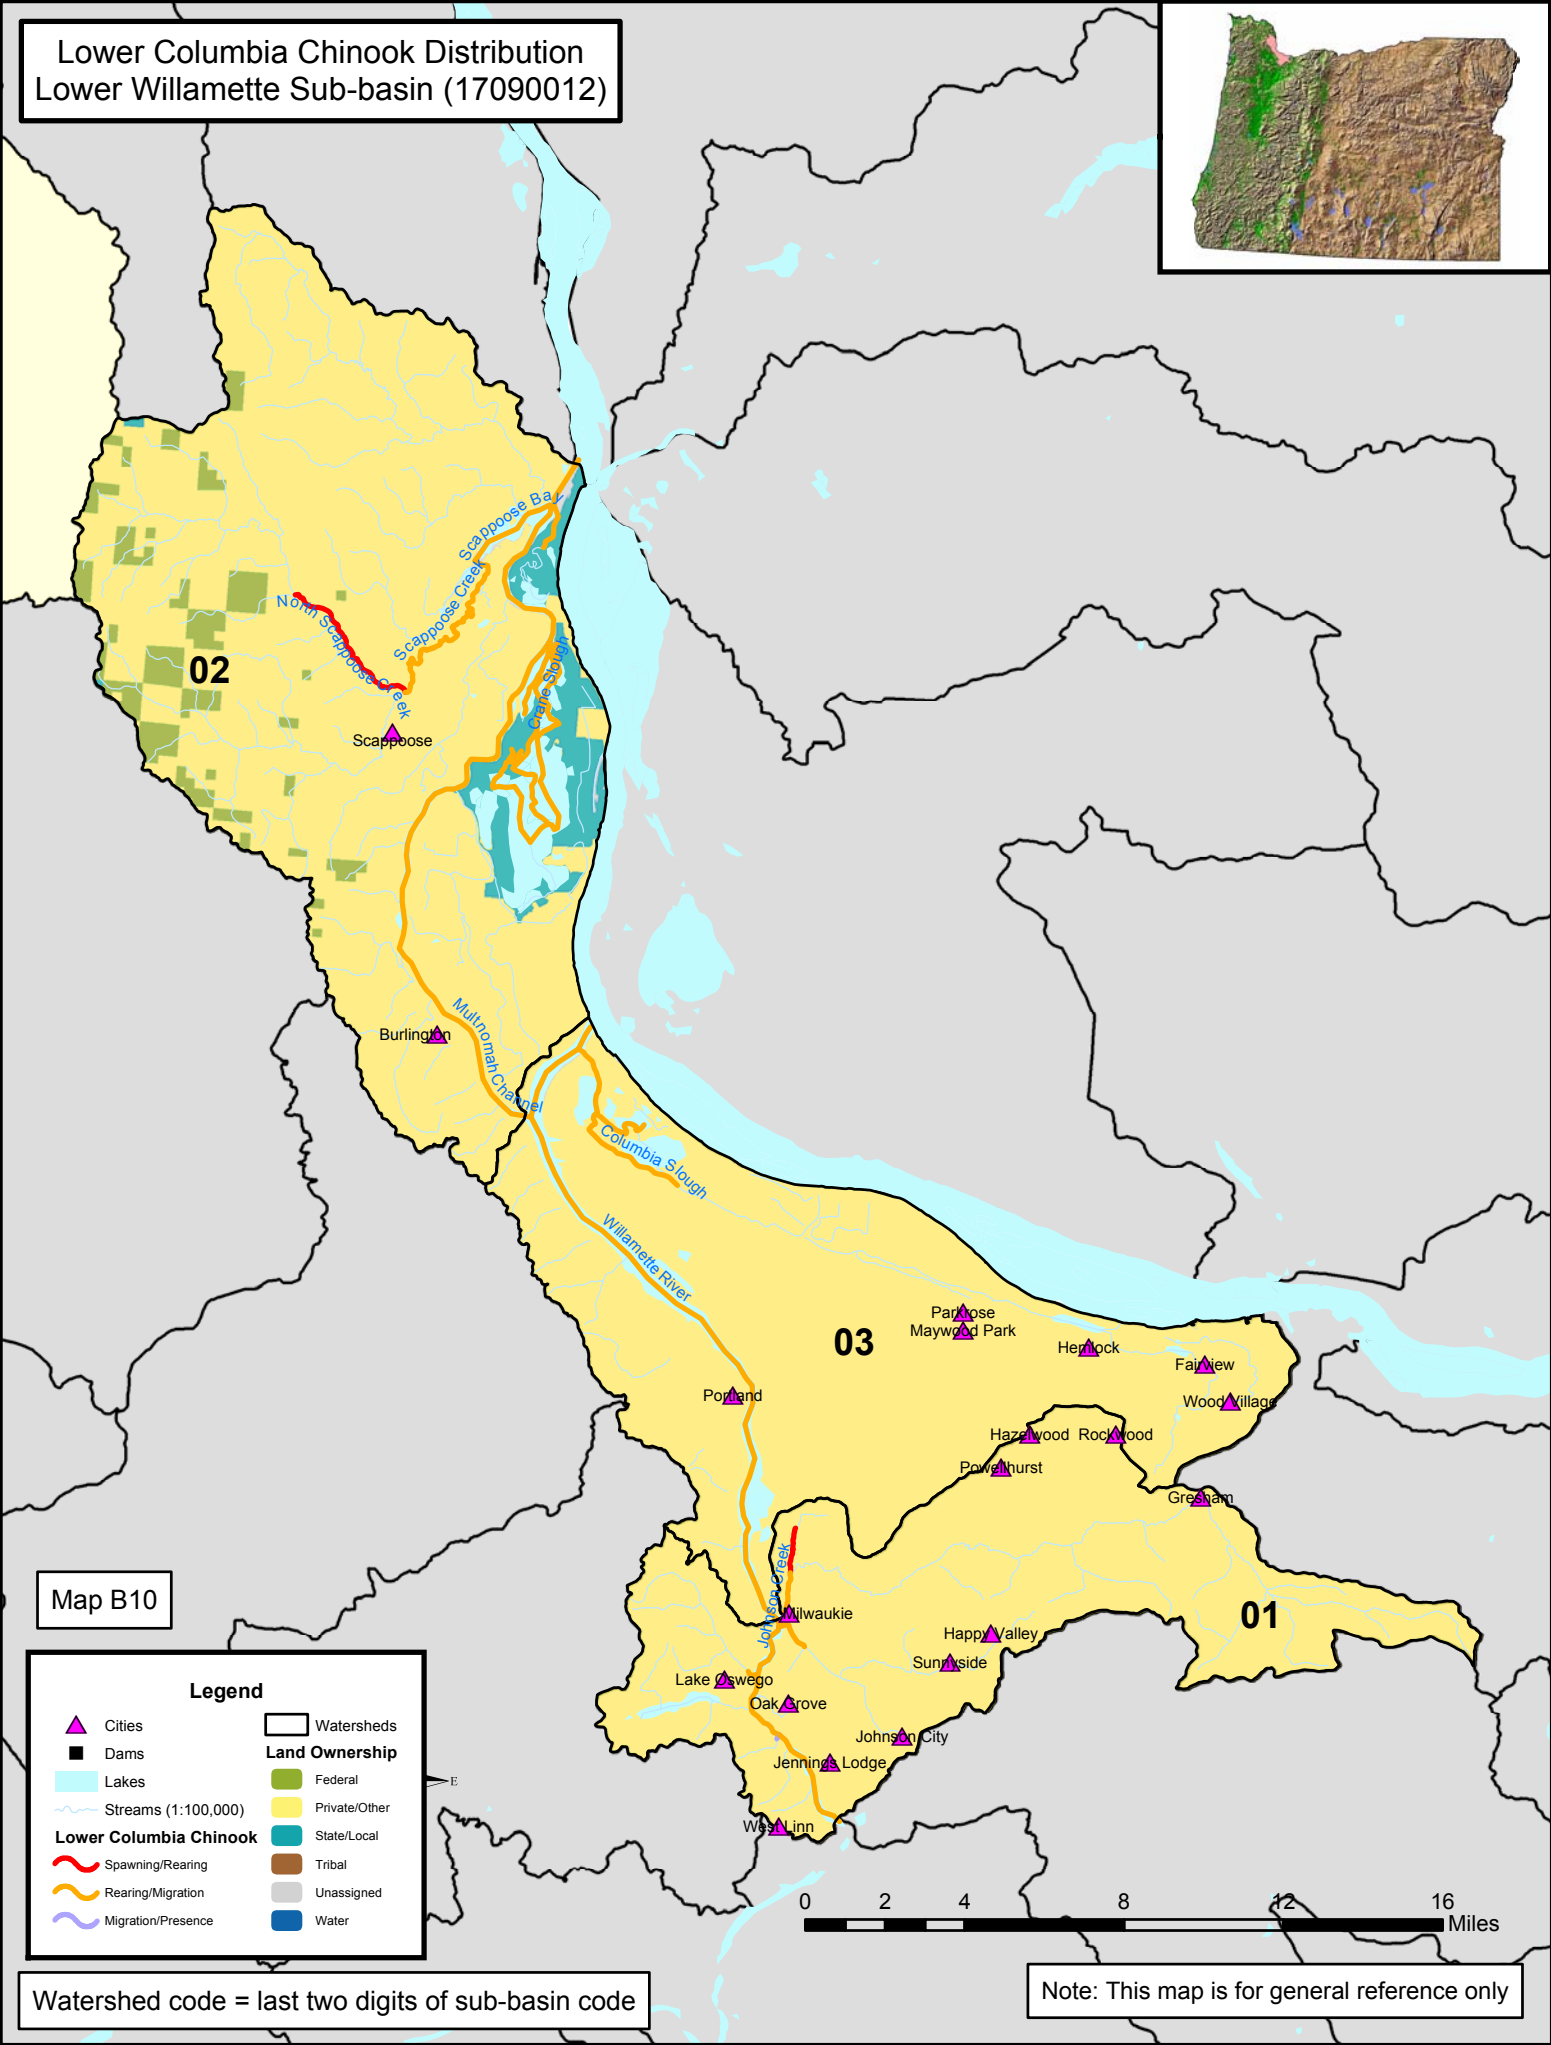 Lower Columbia Chinook Distribution
Lower Willamette Sub-basin (17090012)
Scappoose Bay
Scappoose Creek
North Scappoose Creek
02
Crane Slough
Scappoose
Multnomah Channel
Burlington
Columbia Slough
Willamette River
Parkrose
Maywood Park
03
Hemlock
Fairview
Portland
Wood Village
Hazelwood
Rockwood
Powellhurst
Gresham
Johnson Creek
Map B10
Milwaukie
01
Happy Valley
Sunnyside
Lake Oswego
Oak Grove
Johnson City
Jennings Lodge
West Linn
Legend
Cities
Dams
Lakes
Streams (1:100,000)
Lower Columbia Chinook
Spawning/Rearing
Rearing/Migration
Migration/Presence
Watersheds
Land Ownership
Federal
Private/Other
State/Local
Tribal
Unassigned
Water
E
0 2 4 8 12 16
Miles
Watershed code = last two digits of sub-basin code
Note: This map is for general reference only